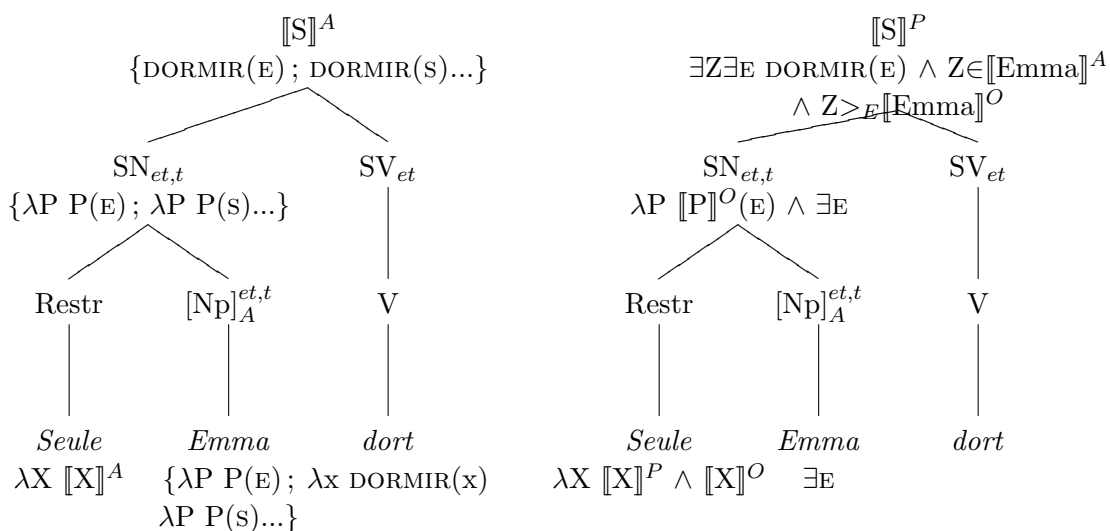 ⟦S⟧^A ⟦S⟧^P
{DORMIR(E) ; DORMIR(S)...} ∃Z∃E DORMIR(E) ∧ Z∈⟦Emma⟧^A
∧ Z>_E⟦Emma⟧^O
SN_{et,t} SV_{et} SN_{et,t} SV_{et}
{λP P(E) ; λP P(S)...} λP ⟦P⟧^O(E) ∧ ∃E
Restr [Np]_A^{et,t} V Restr [Np]_A^{et,t} V
Seule Emma dort Seule Emma dort
λX ⟦X⟧^A {λP P(E) ; λx DORMIR(x) λX ⟦X⟧^P ∧ ⟦X⟧^O ∃E
λP P(S)...}